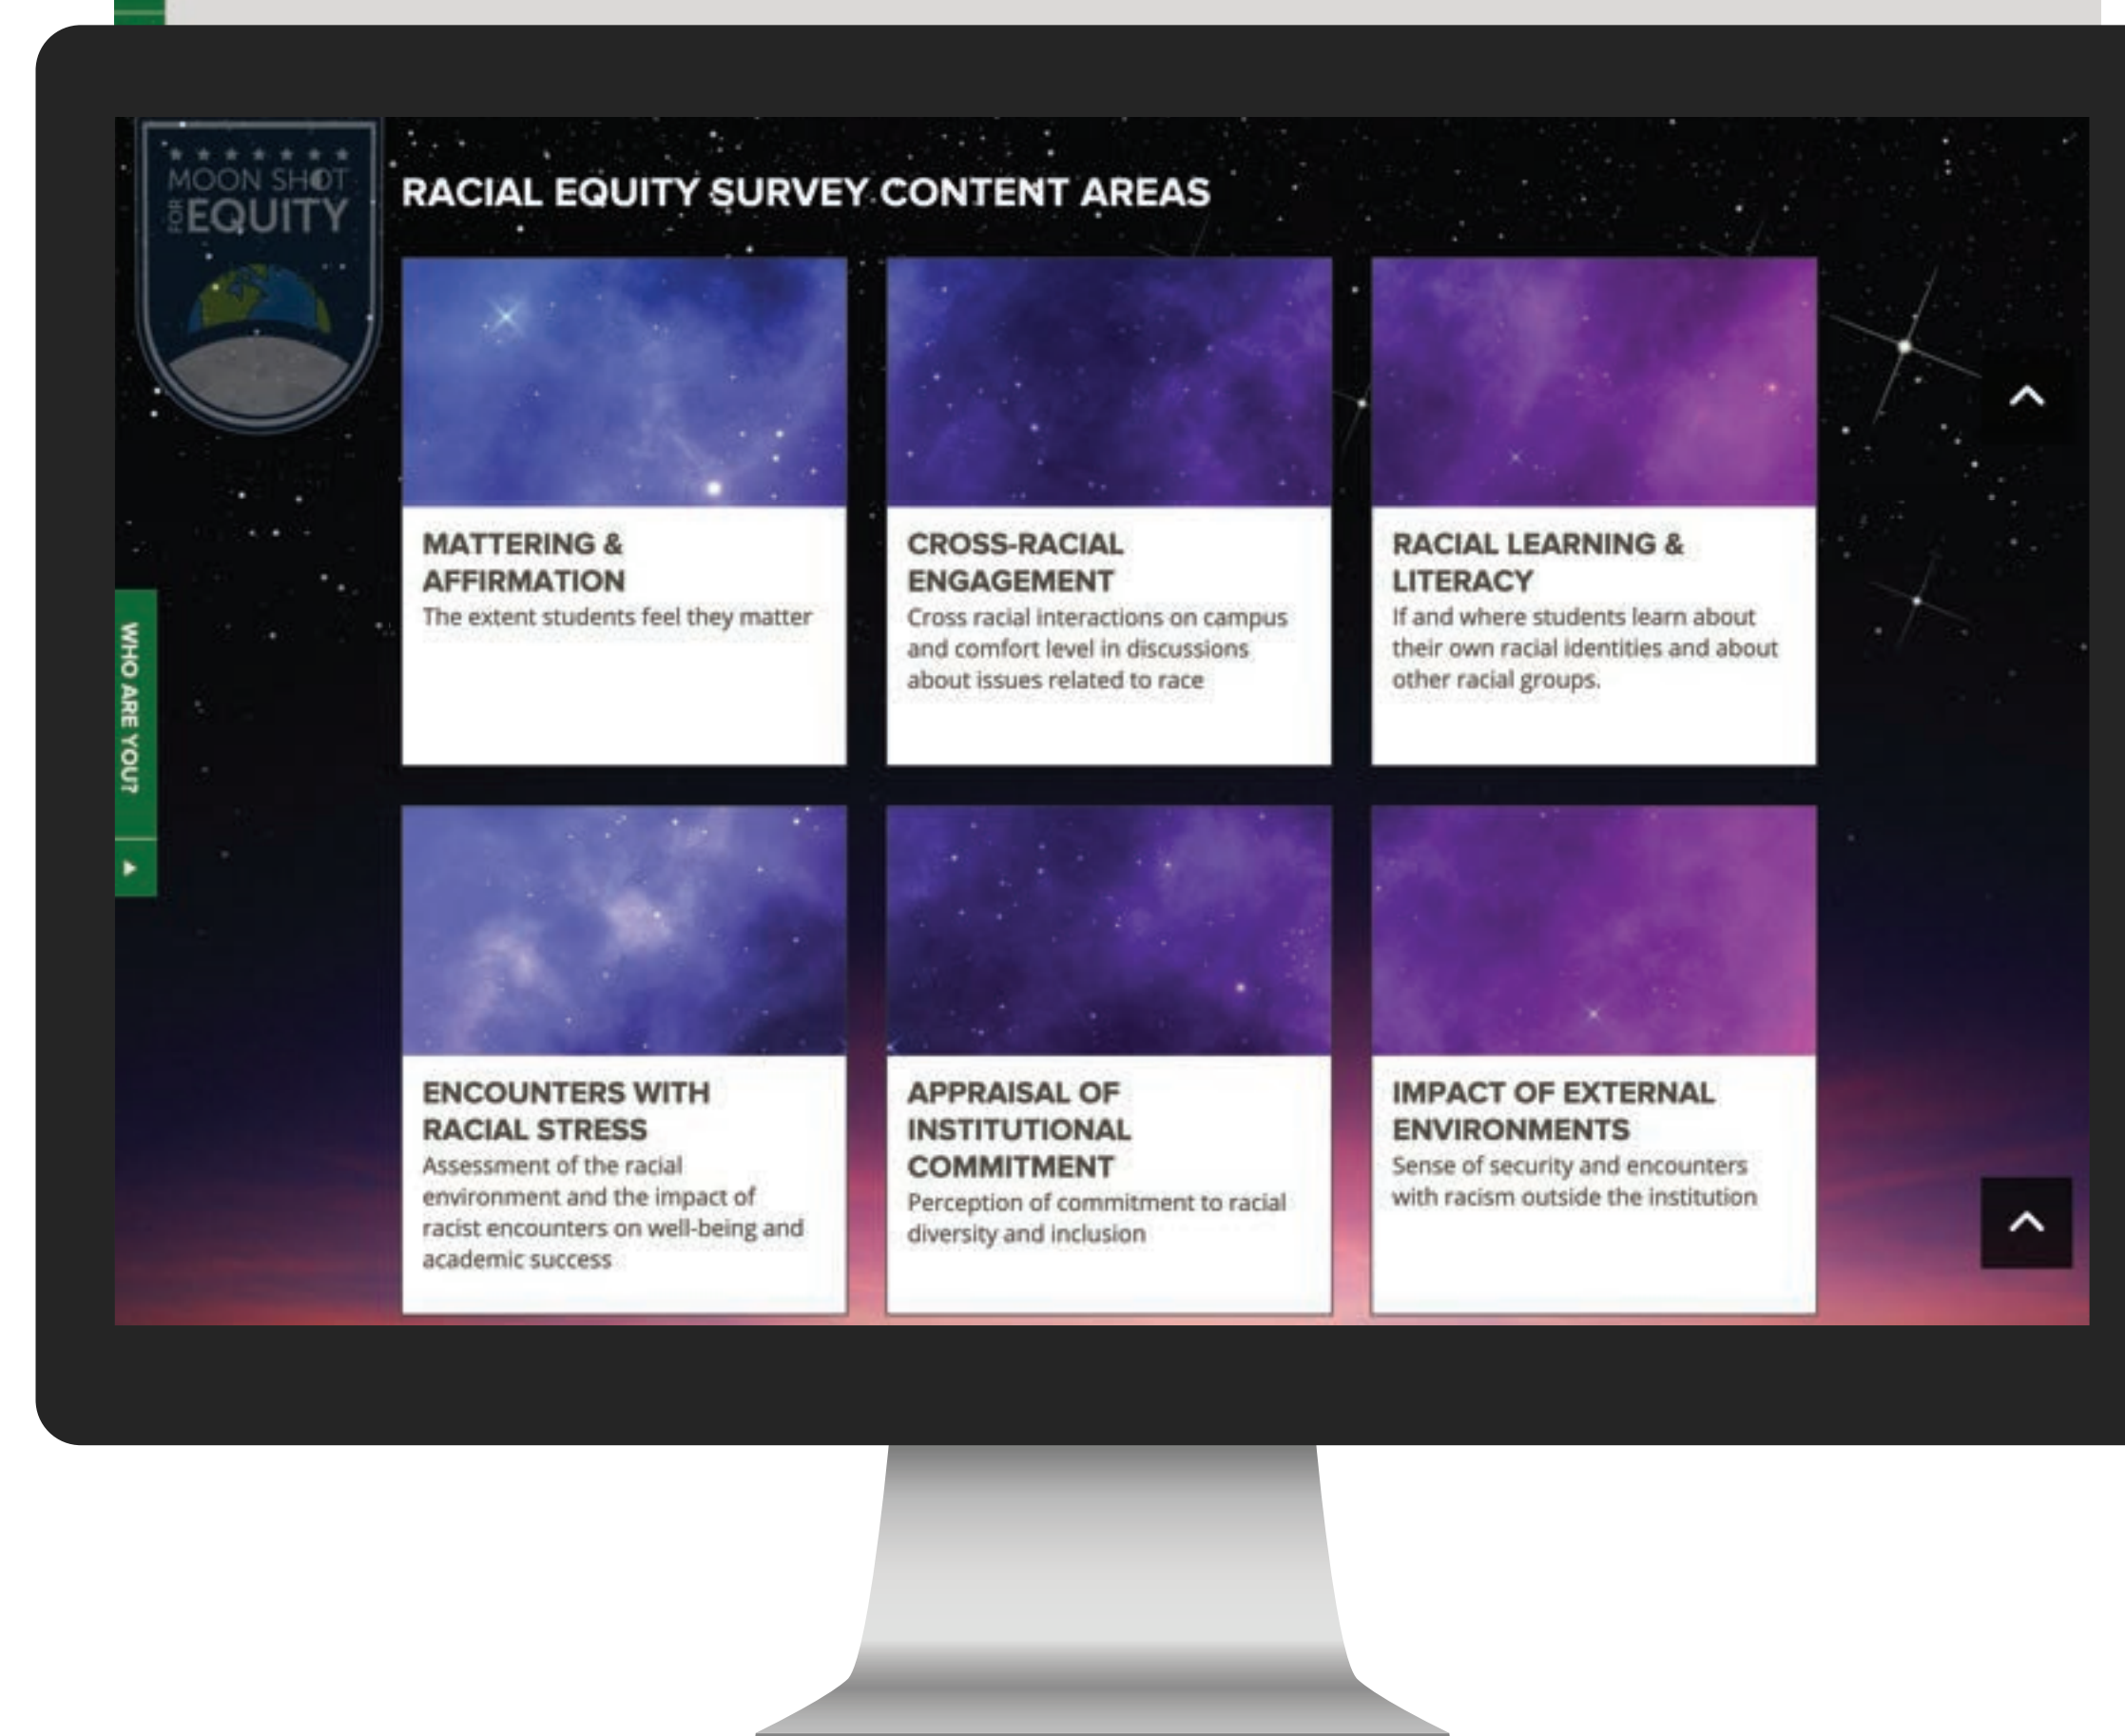 MOON SHOT
FOR EQUITY
RACIAL EQUITY SURVEY CONTENT AREAS
MATTERING &
AFFIRMATION
The extent students feel they matter
CROSS-RACIAL
ENGAGEMENT
Cross racial interactions on campus
and comfort level in discussions
about issues related to race
RACIAL LEARNING &
LITERACY
If and where students learn about
their own racial identities and about
other racial groups.
WHO ARE YOU?
ENCOUNTERS WITH
RACIAL STRESS
Assessment of the racial
environment and the impact of
racist encounters on well-being and
academic success
APPRAISAL OF
INSTITUTIONAL
COMMITMENT
Perception of commitment to racial
diversity and inclusion
IMPACT OF EXTERNAL
ENVIRONMENTS
Sense of security and encounters
with racism outside the institution